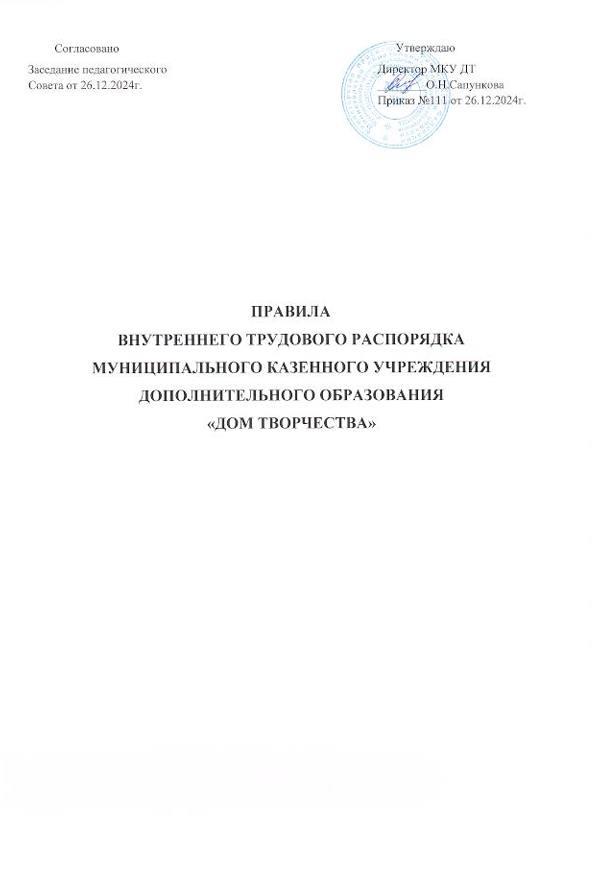 Согласовано
Заседание педагогического
Совета от 26.12.2024г.
Утверждаю
Директор МКУ ДТ
О.Н.Сапункова
Приказ №111 от 26.12.2024г.
ПРАВИЛА
ВНУТРЕННЕГО ТРУДОВОГО РАСПОРЯДКА
МУНИЦИПАЛЬНОГО КАЗЕННОГО УЧРЕЖДЕНИЯ
ДОПОЛНИТЕЛЬНОГО ОБРАЗОВАНИЯ
«ДОМ ТВОРЧЕСТВА»